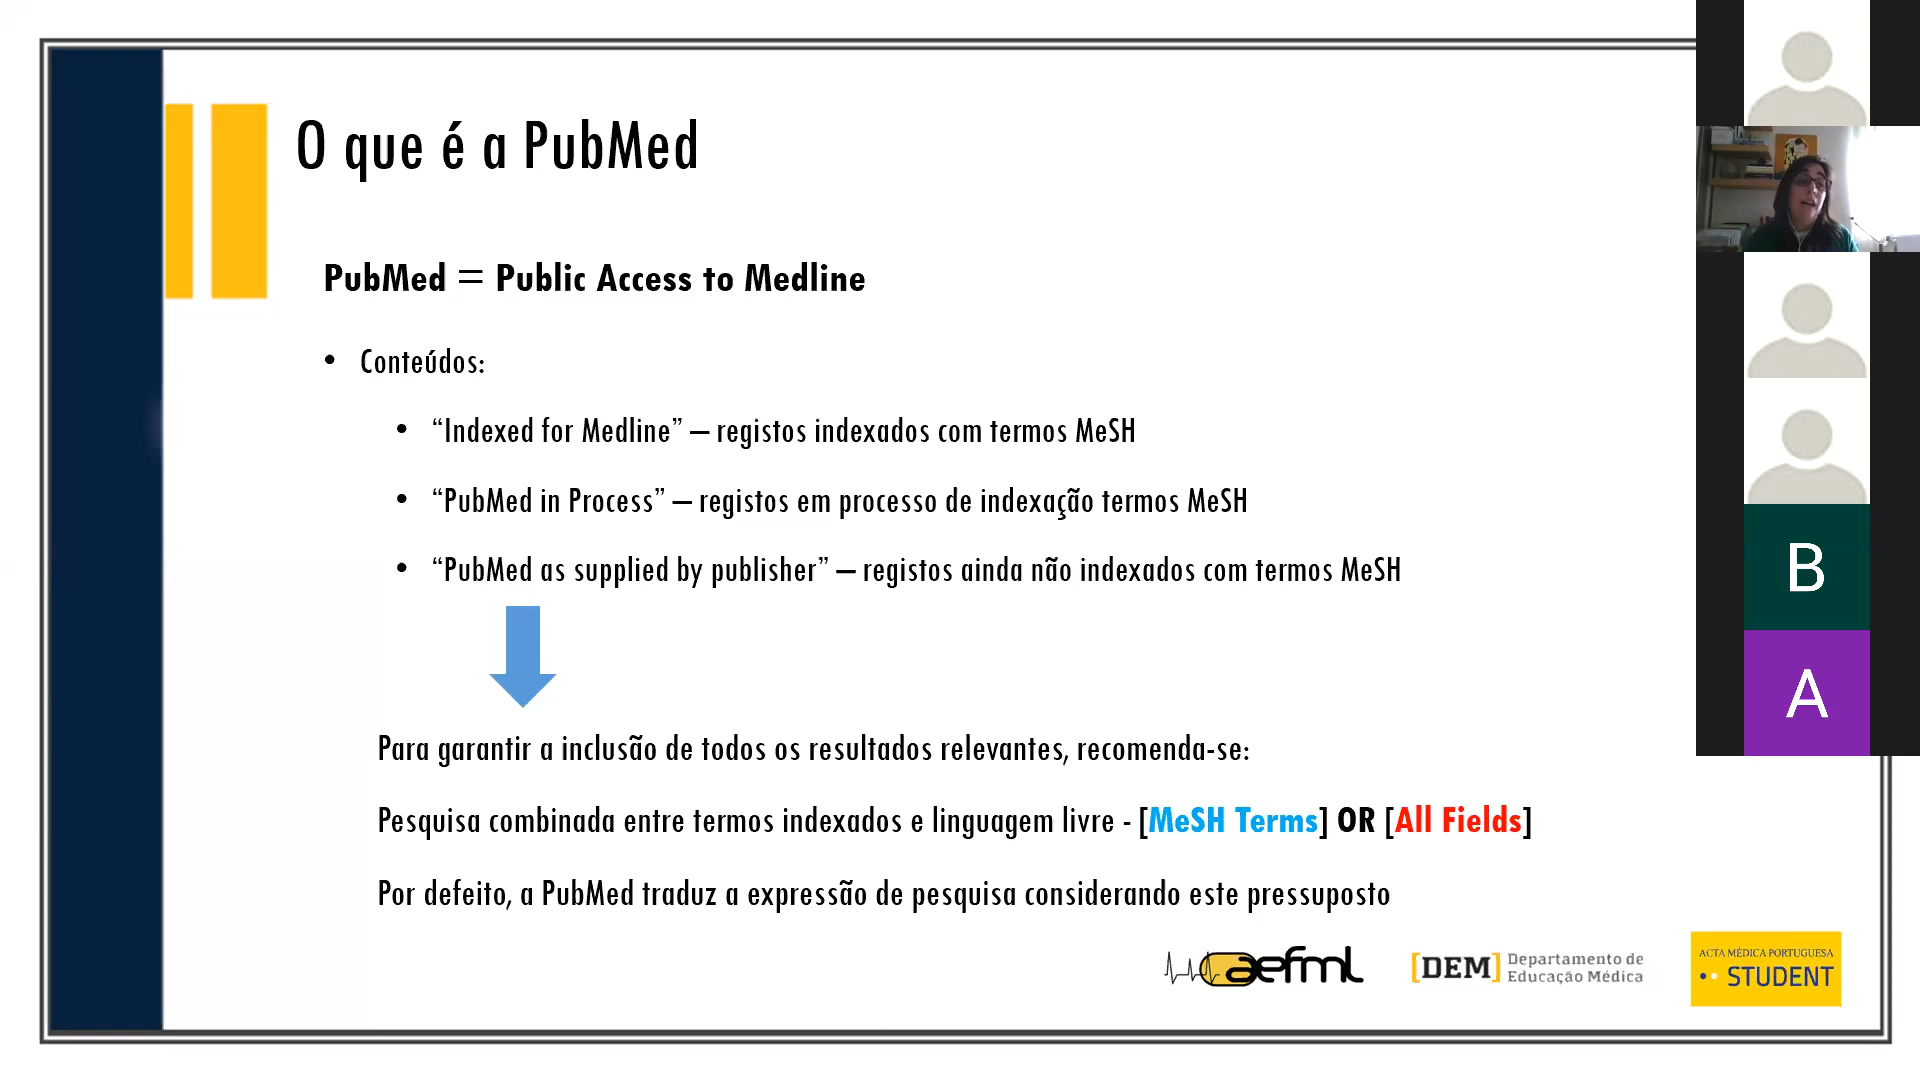 O que é a PubMed
PubMed = Public Access to Medline
• Conteúdos:
• “Indexed for Medline” – registos indexados com termos MeSH
• “PubMed in Process” – registos em processo de indexação termos MeSH
• “PubMed as supplied by publisher” – registos ainda não indexados com termos MeSH
Para garantir a inclusão de todos os resultados relevantes, recomenda-se:
Pesquisa combinada entre termos indexados e linguagem livre - [MeSH Terms] OR [All Fields]
Por defeito, a PubMed traduz a expressão de pesquisa considerando este pressuposto
aefml
[DEM] Departamento de
Educação Médica
ACTA MÉDICA PORTUGUESA
STUDENT
B
A